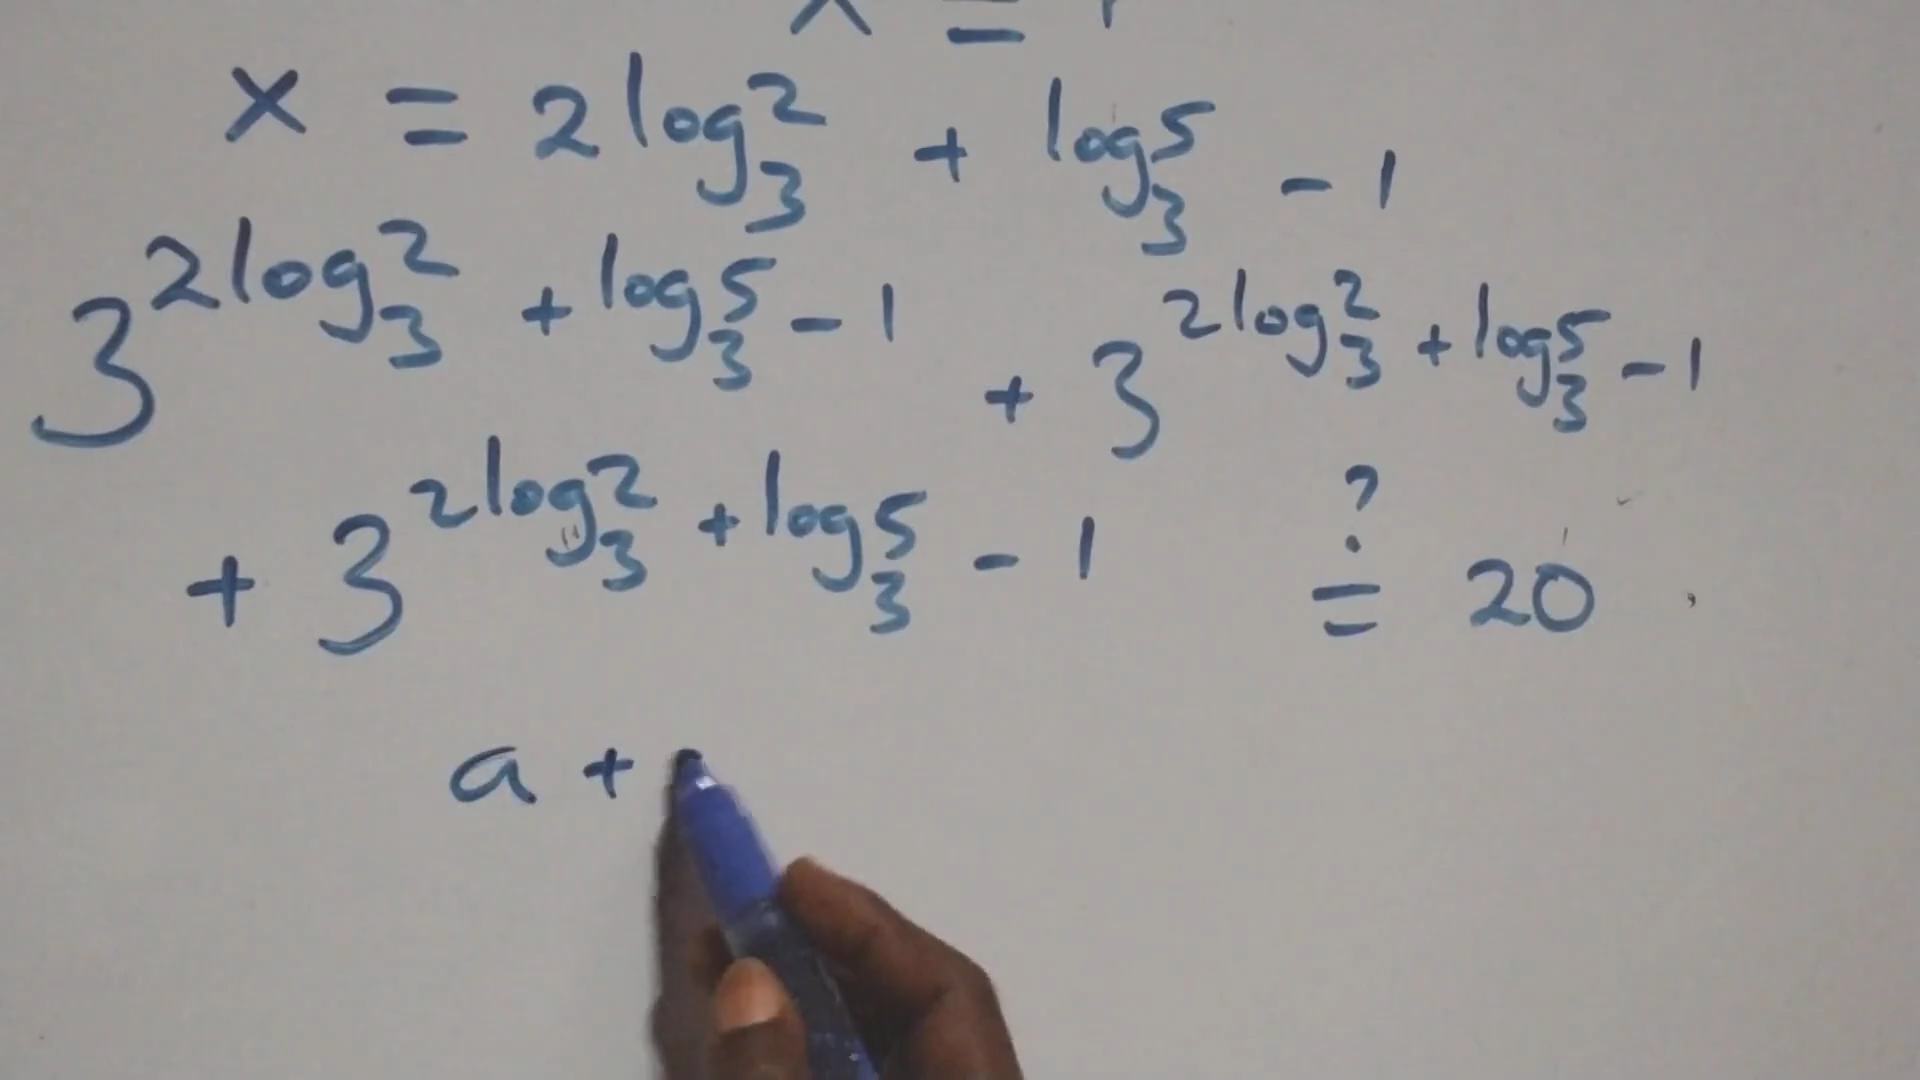 x =
x = 2log₃2 + log₃5 - 1
3^(2log₃2 + log₃5 - 1) + 3^(2log₃2 + log₃5 - 1)
+ 3^(2log₃2 + log₃5 - 1) ?= 20
a +